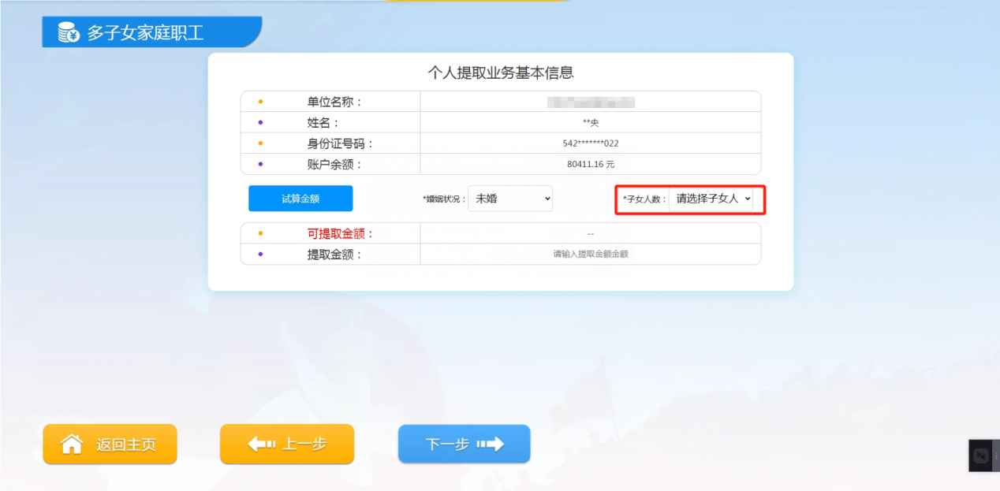 多子女家庭职工
个人提取业务基本信息
单位名称：
姓名： **央
身份证号码： 542*******022
账户余额： 80411.16 元
试算金额 *婚姻状况： 未婚 *子女人数： 请选择子女人
可提取金额： --
提取金额： 请输入提取金额金额
返回主页 上一步 下一步